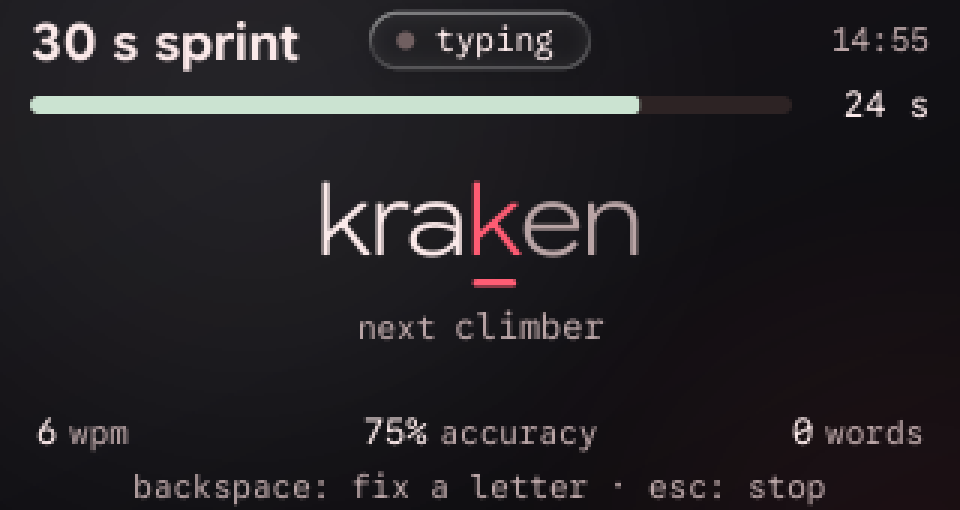 30 s sprint typing 14:55
24 s
kraken
next climber
6 wpm 75% accuracy 0 words
backspace: fix a letter · esc: stop